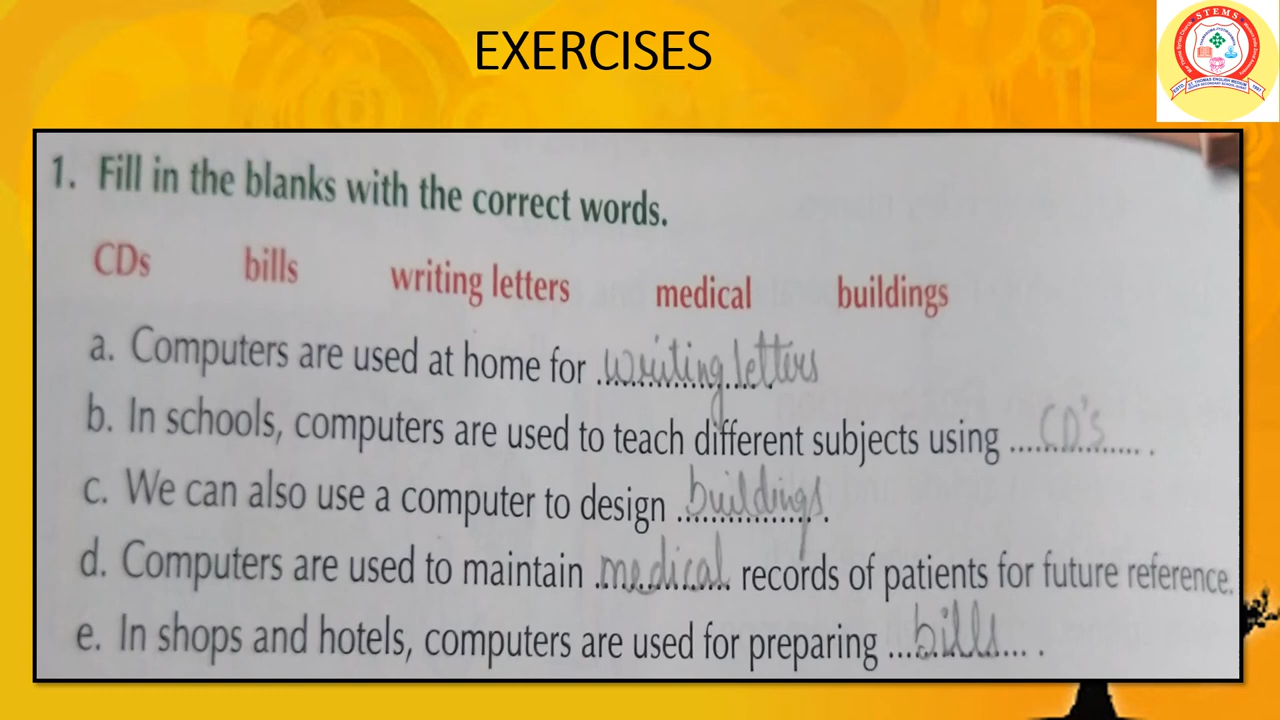 EXERCISES
STEMS
1. Fill in the blanks with the correct words.
CDs bills writing letters medical buildings
a. Computers are used at home for writing letters
b. In schools, computers are used to teach different subjects using CD's .
c. We can also use a computer to design buildings .
d. Computers are used to maintain medical records of patients for future reference.
e. In shops and hotels, computers are used for preparing bills .